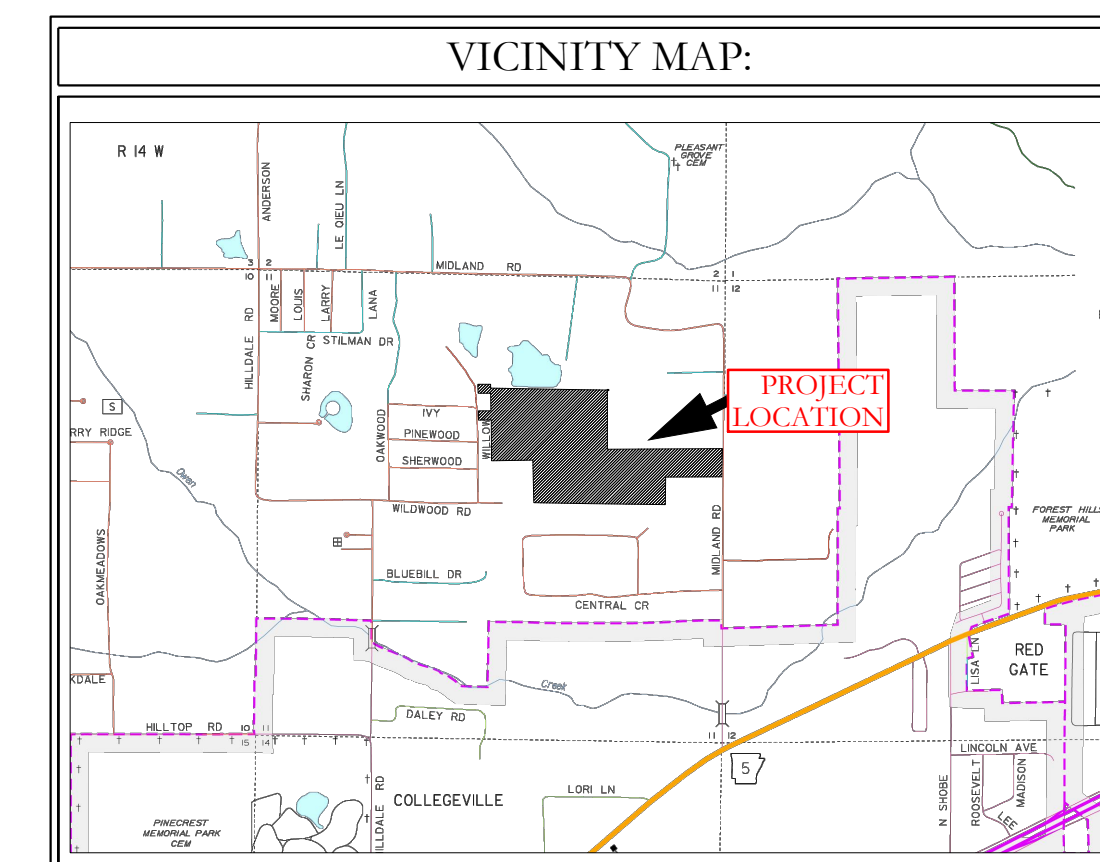 VICINITY MAP:
R 14 W
ANDERSON
LE QIEU LN
PLEASANT
GROVE
CEM
3 2
10 11
MIDLAND RD
2 1
11 12
HILLDALE RD
MOORE
LOUIS
LARRY
LANA
STILMAN DR
SHARON CR
PROJECT
LOCATION
S
RRY RIDGE
OAKWOOD
IVY
PINEWOOD
SHERWOOD
WILLOW
WILDWOOD RD
Owen
OAKMEADOWS
MIDLAND RD
FOREST HILLS
MEMORIAL
PARK
BLUEBILL DR
CENTRAL CR
RED
GATE
LISA LN
KDALE
Creek
HILLTOP RD
10 11
15 14
DALEY RD
11 12
5
LINCOLN AVE
N SHOBE
ROOSEVELT
MADISON
LEE
LORI LN
COLLEGEVILLE
ILLDALE RD
PINECREST
MEMORIAL PARK
CEM